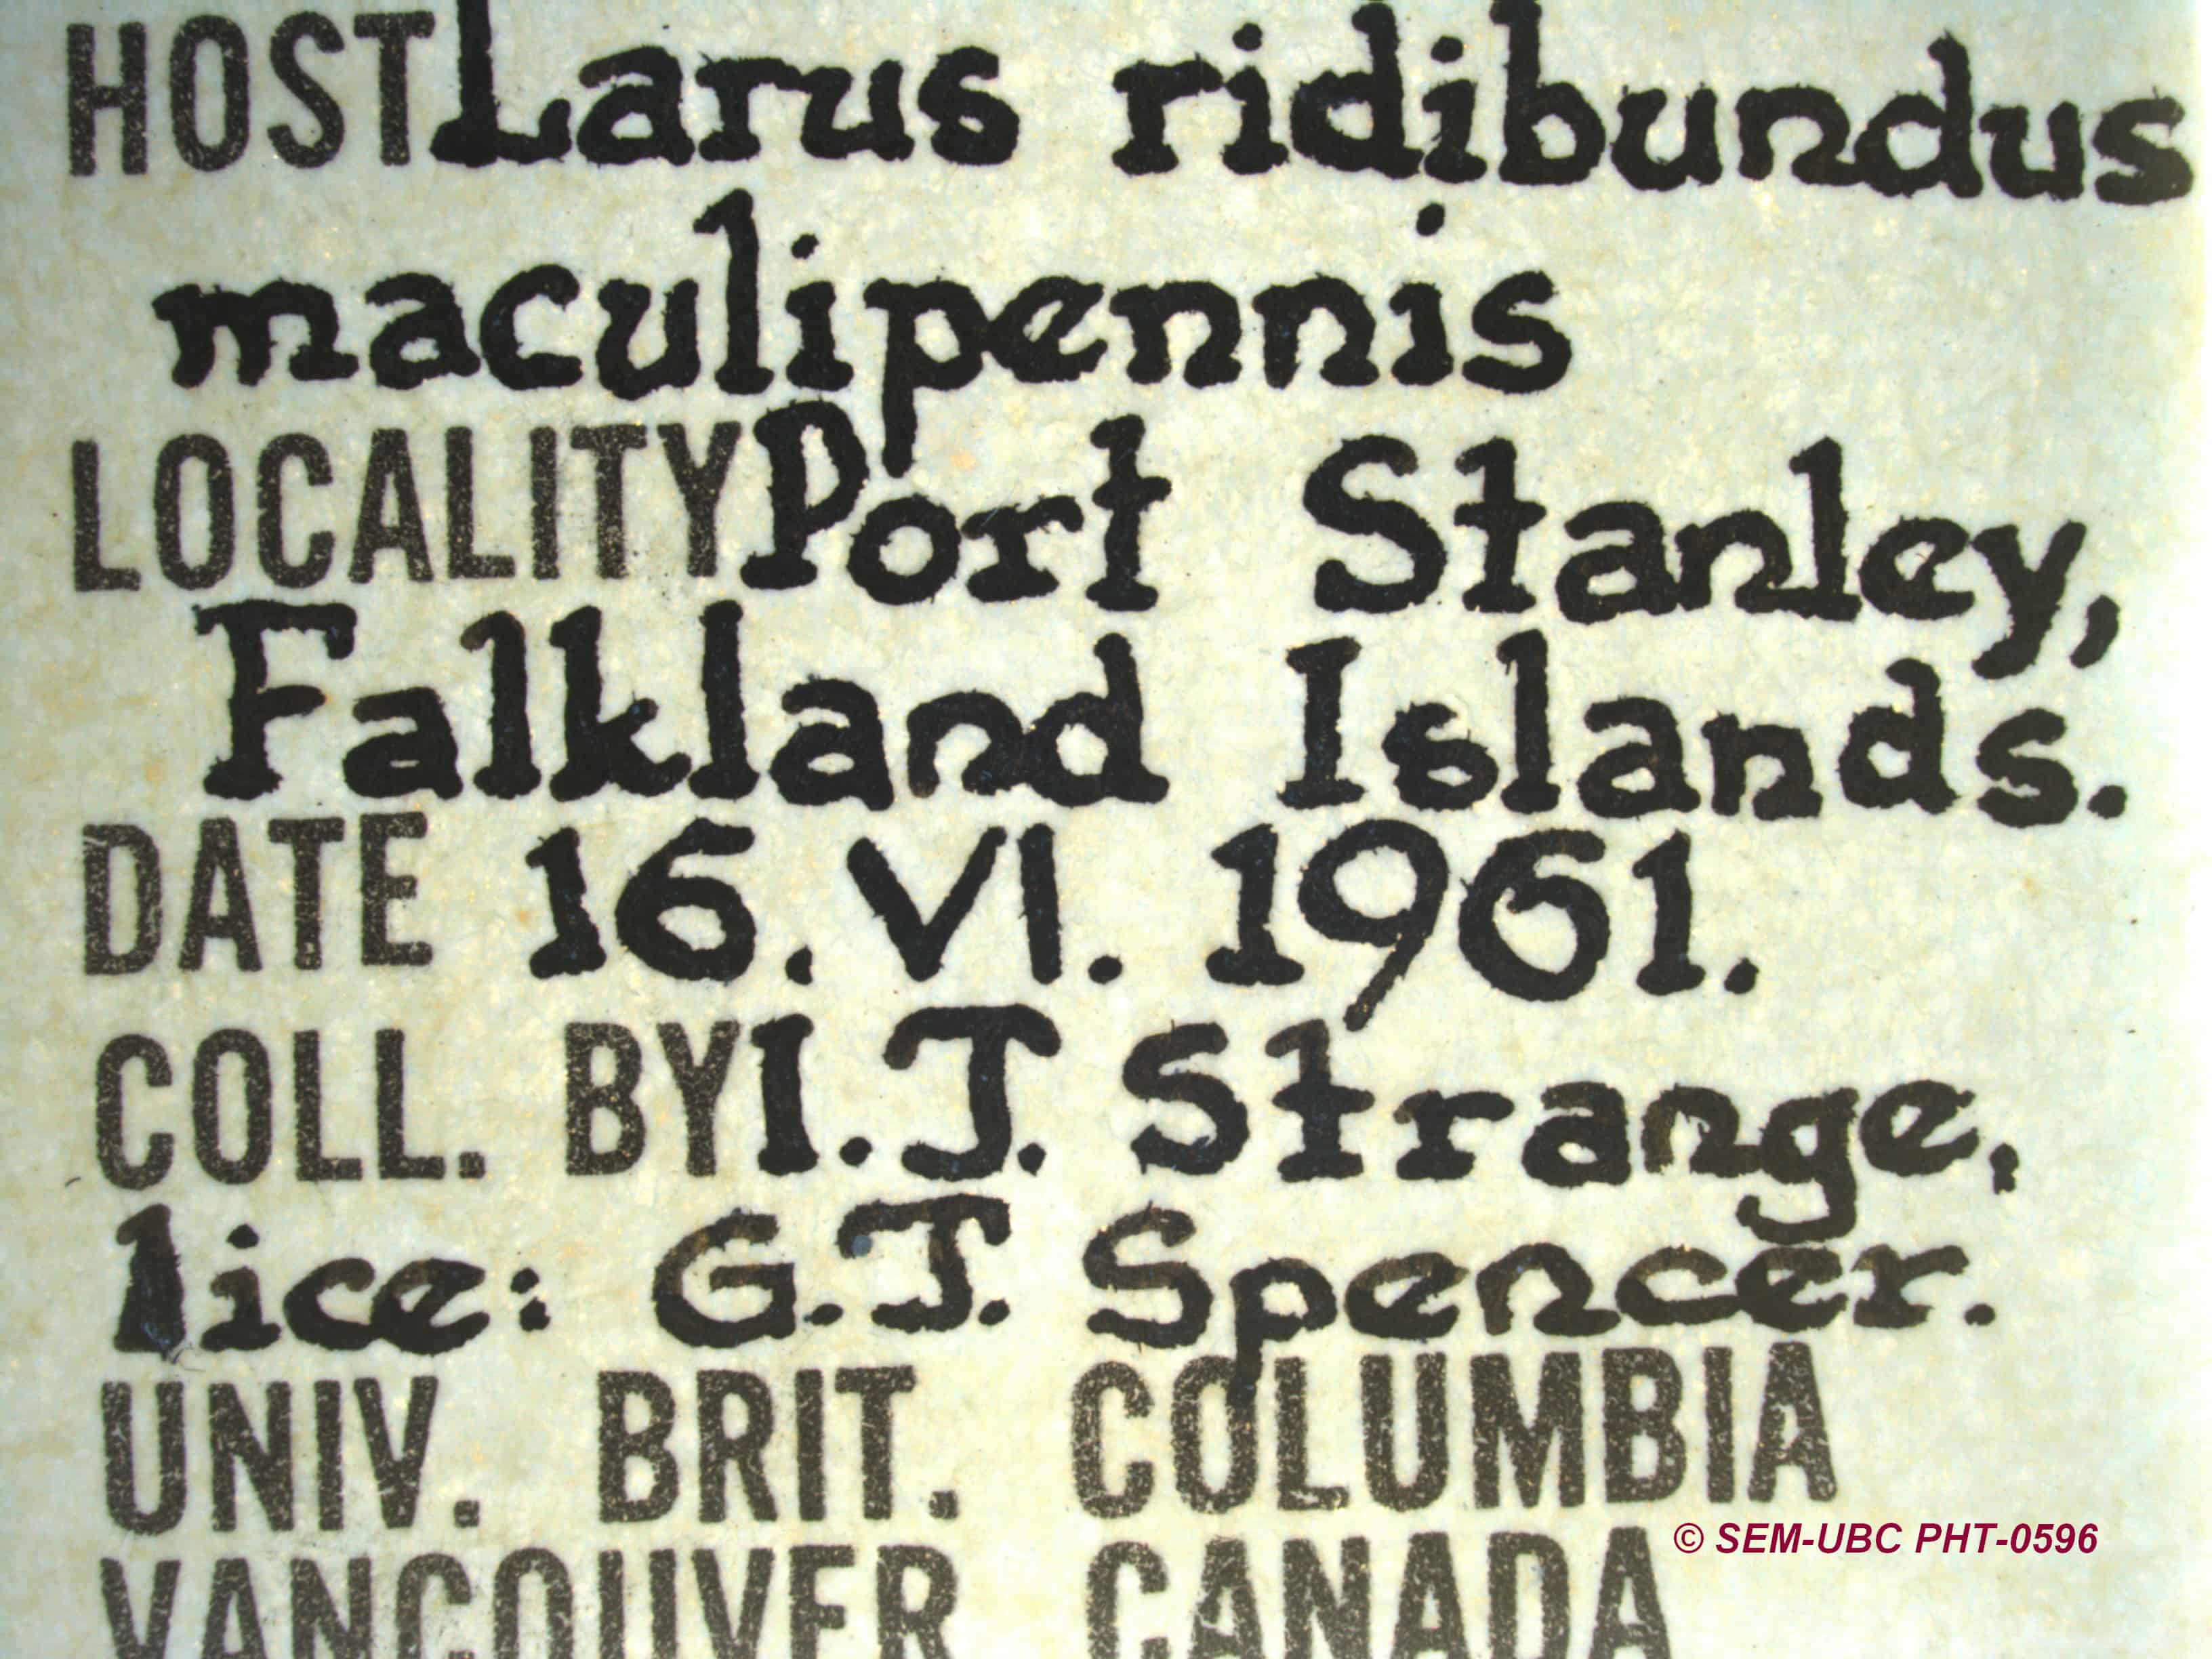 HOST Larus ridibundus
maculipennis
LOCALITY Port Stanley,
Falkland Islands.
DATE 16. VI. 1961.
COLL. BY I. J. Strange,
lice: G.J. Spencer.
UNIV. BRIT. COLUMBIA
© SEM-UBC PHT-0596
VANCOUVER CANADA